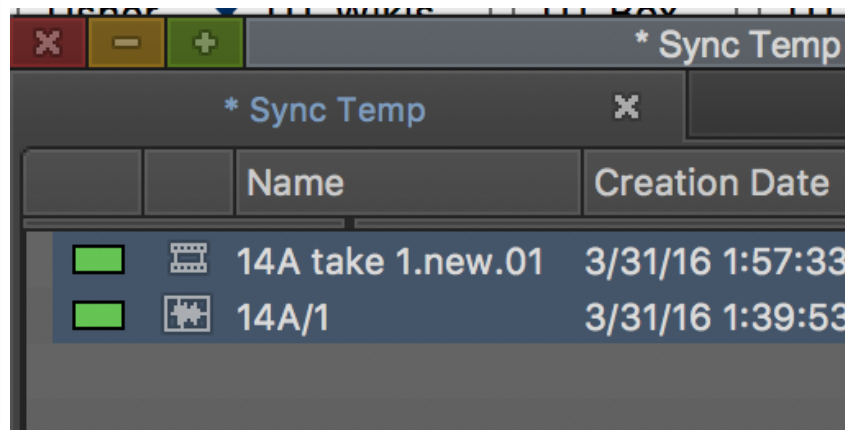 * Sync Temp
* Sync Temp
Name Creation Date
14A take 1.new.01 3/31/16 1:57:33
14A/1 3/31/16 1:39:53